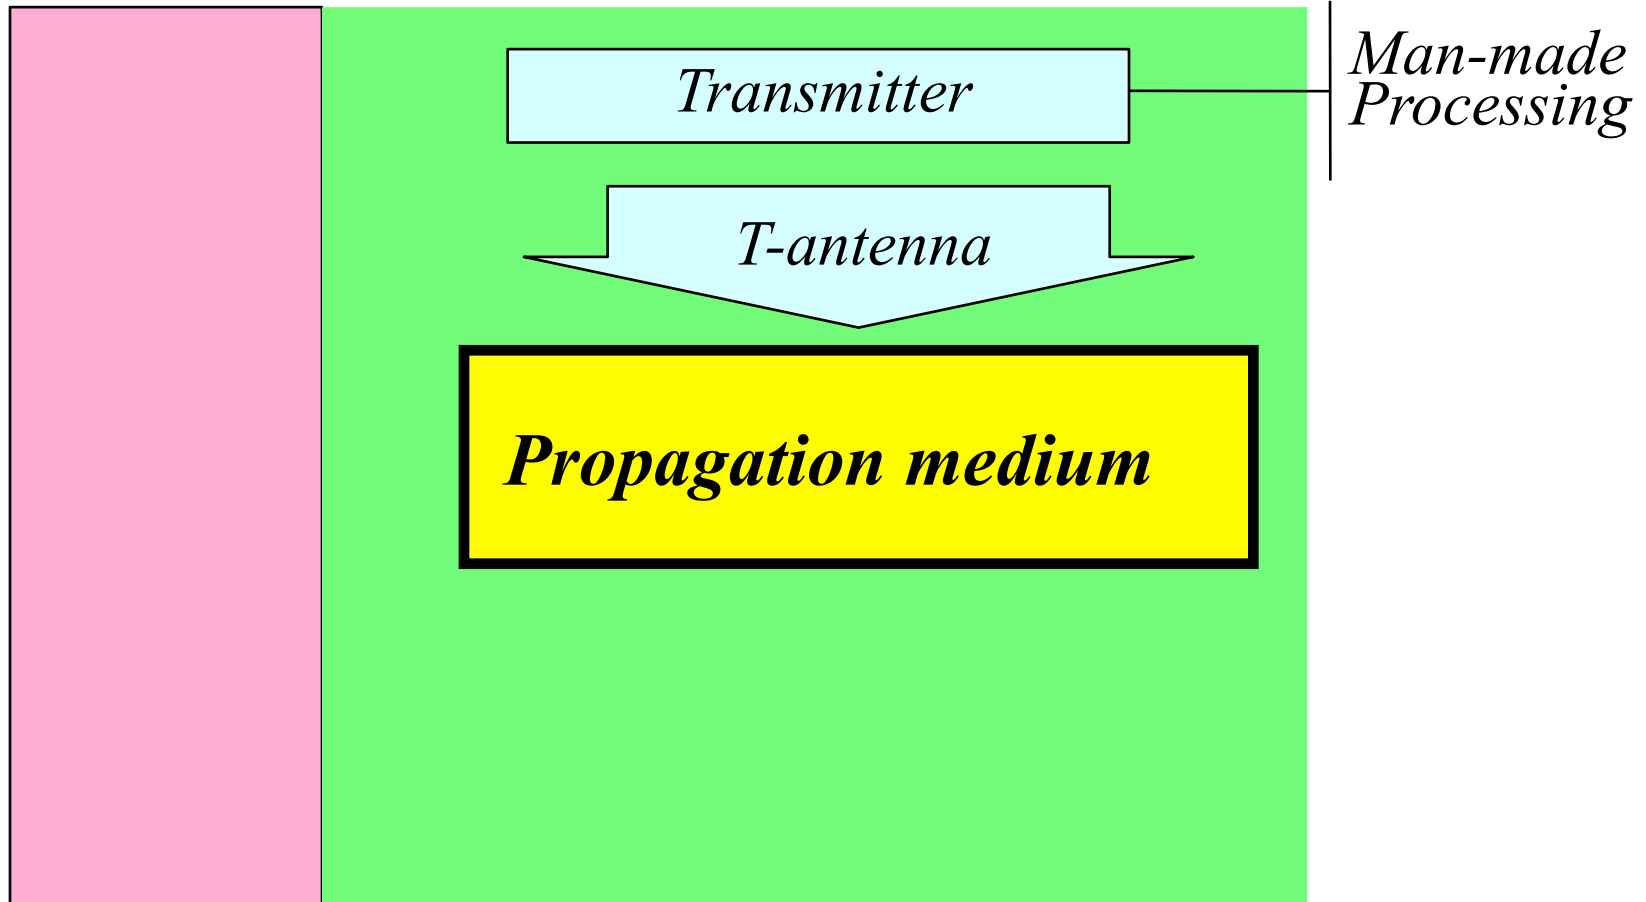 Transmitter
Man-made
Processing
T-antenna
Propagation medium